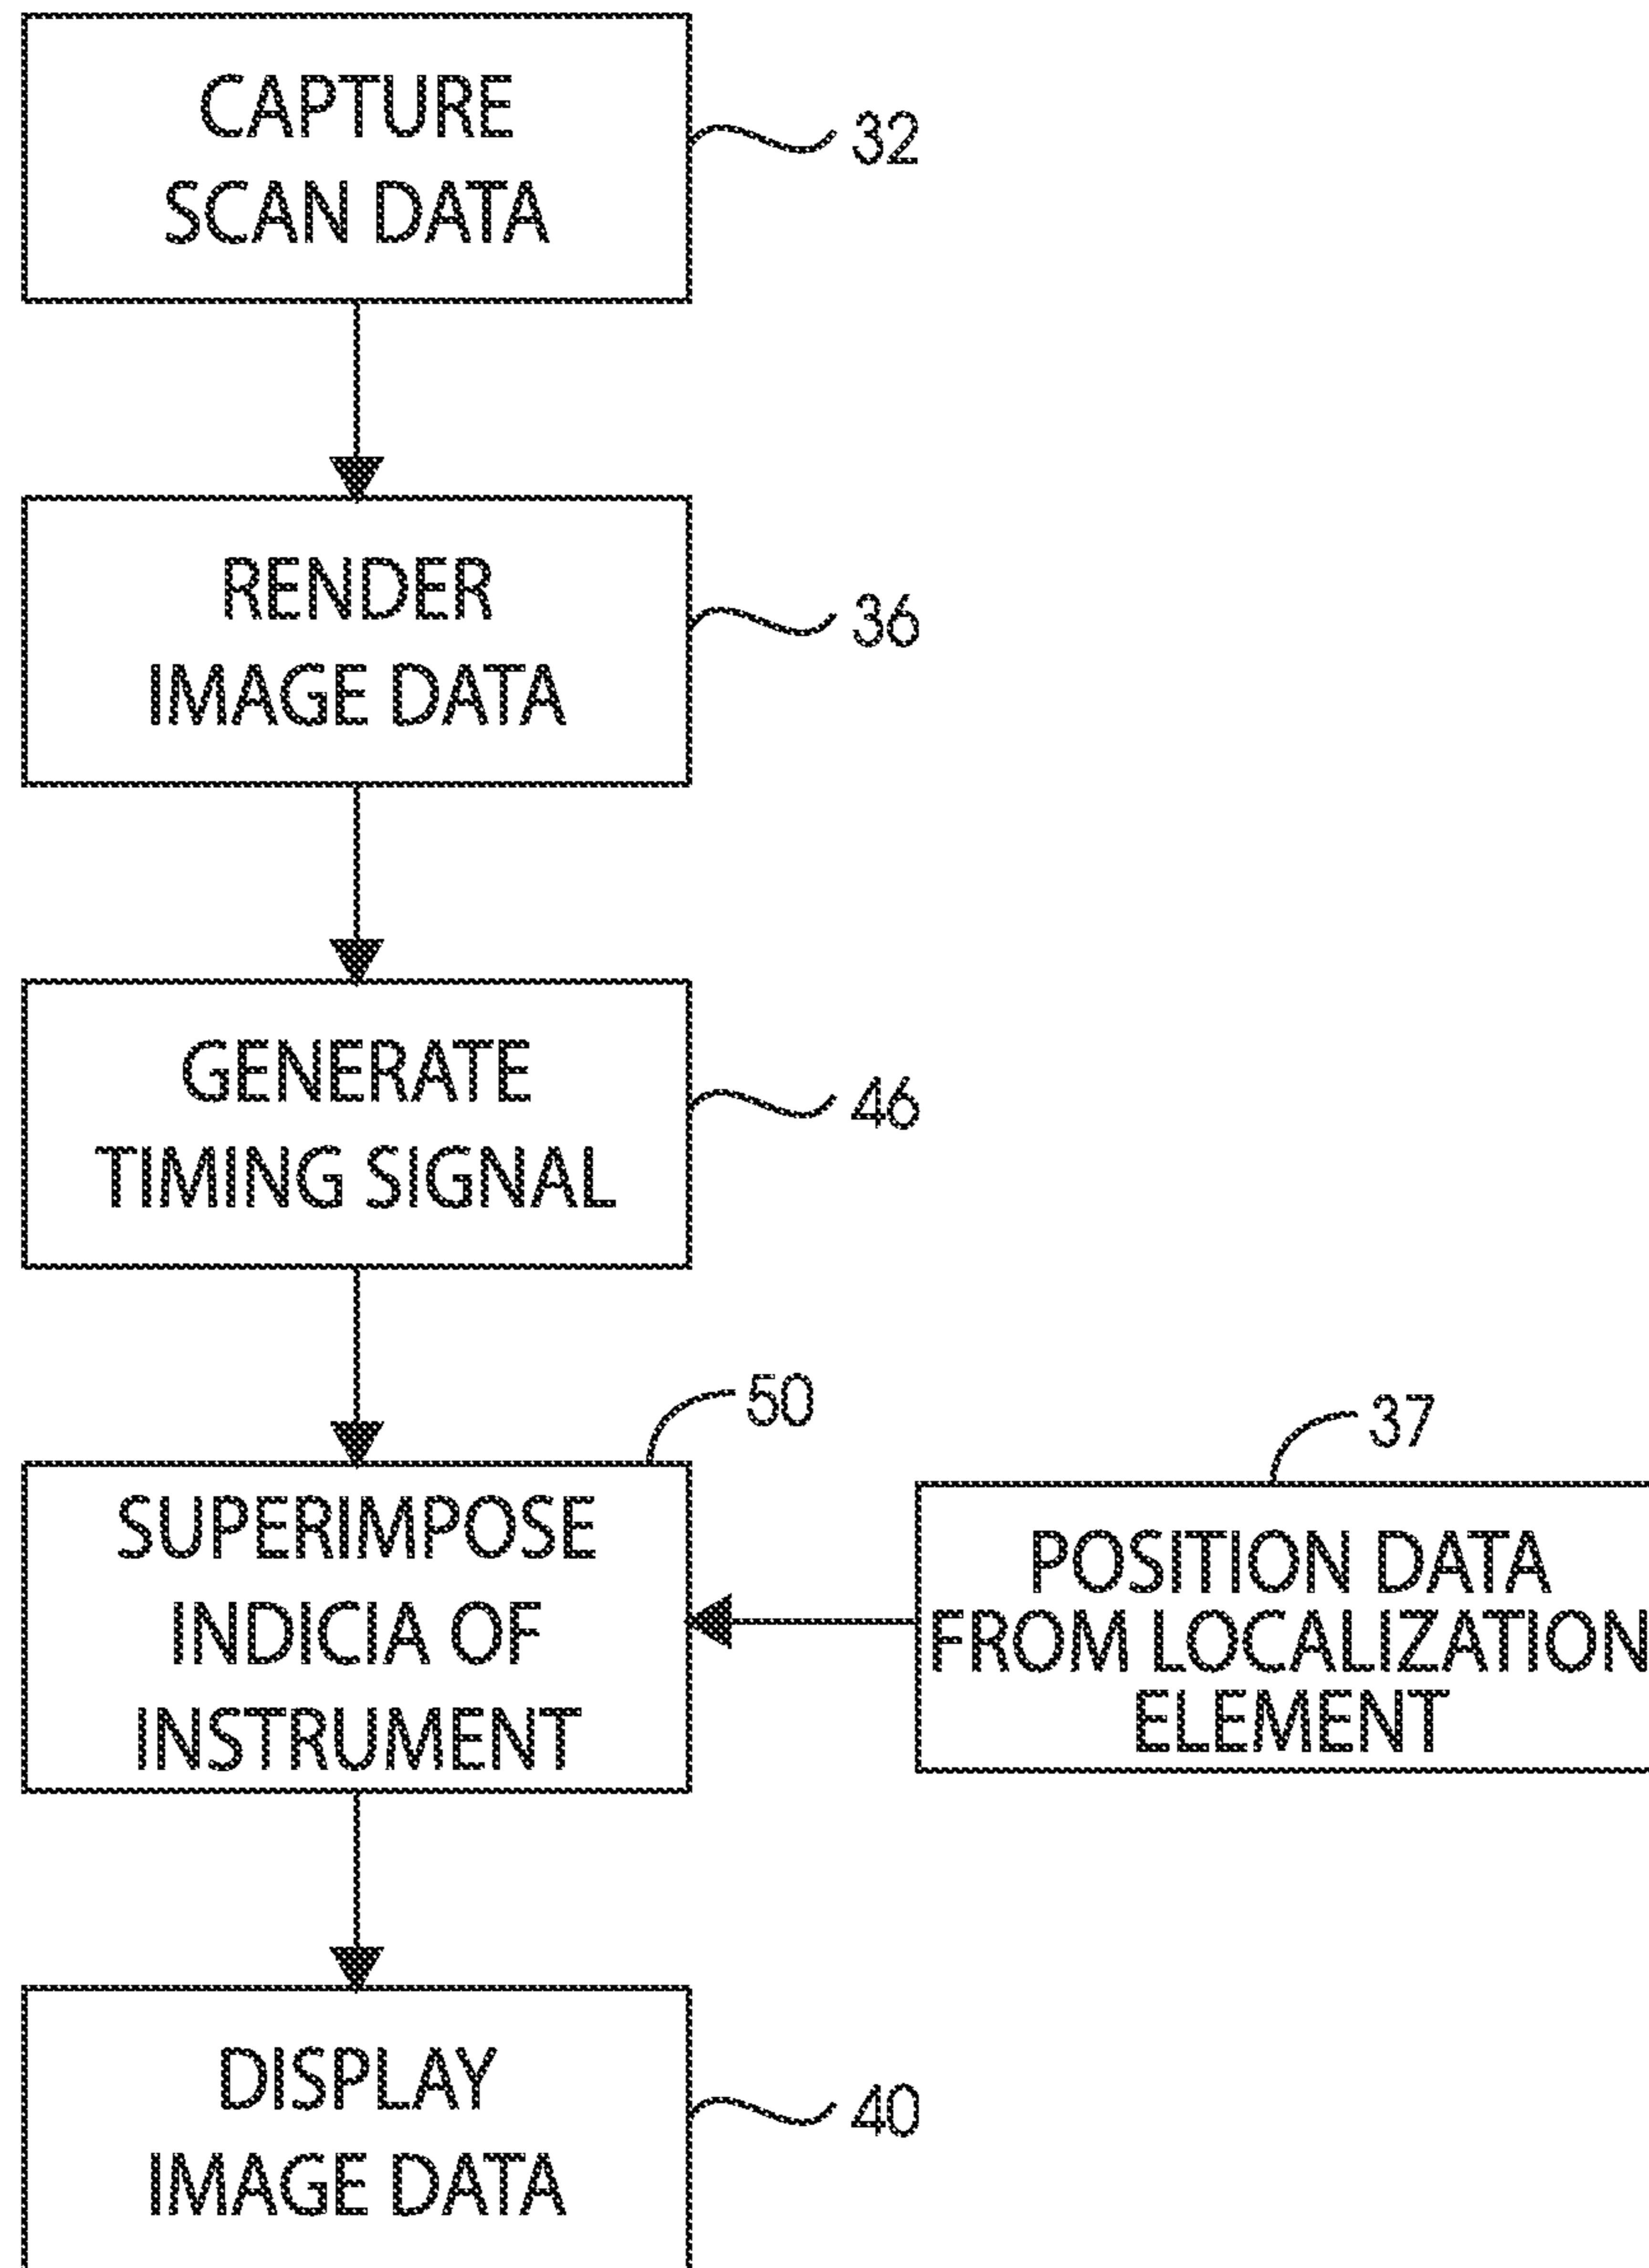 CAPTURE
SCAN DATA
32
RENDER
IMAGE DATA
36
GENERATE
TIMING SIGNAL
46
50
SUPERIMPOSE
INDICIA OF
INSTRUMENT
37
POSITION DATA
FROM LOCALIZATION
ELEMENT
DISPLAY
IMAGE DATA
40